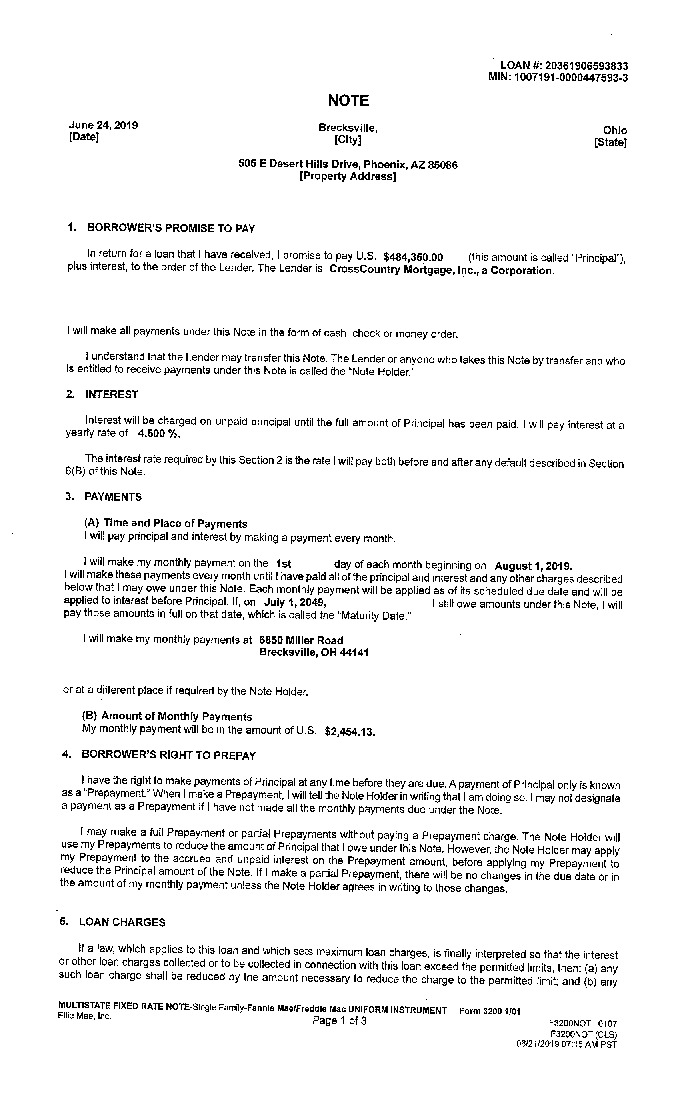 LOAN #: 20361906593833
MIN: 1007191-0000447593-3
NOTE
June 24, 2019 Brecksville, Ohio
[Date] [City] [State]
505 E Desert Hills Drive, Phoenix, AZ 85086
[Property Address]
1. BORROWER'S PROMISE TO PAY
In return for a loan that I have received, I promise to pay U.S. $484,350.00 (this amount is called "Principal"),
plus interest, to the order of the Lender. The Lender is CrossCountry Mortgage, Inc., a Corporation.
I will make all payments under this Note in the form of cash, check or money order.
I understand that the Lender may transfer this Note. The Lender or anyone who takes this Note by transfer and who
is entitled to receive payments under this Note is called the "Note Holder."
2. INTEREST
Interest will be charged on unpaid principal until the full amount of Principal has been paid. I will pay interest at a
yearly rate of 4.500 %.
The interest rate required by this Section 2 is the rate I will pay both before and after any default described in Section
6(B) of this Note.
3. PAYMENTS
(A) Time and Place of Payments
I will pay principal and interest by making a payment every month.
I will make my monthly payment on the 1st day of each month beginning on August 1, 2019.
I will make these payments every month until I have paid all of the principal and interest and any other charges described
below that I may owe under this Note. Each monthly payment will be applied as of its scheduled due date and will be
applied to interest before Principal. If, on July 1, 2049, I still owe amounts under this Note, I will
pay those amounts in full on that date, which is called the "Maturity Date."
I will make my monthly payments at 6850 Miller Road
Brecksville, OH 44141
or at a different place if required by the Note Holder.
(B) Amount of Monthly Payments
My monthly payment will be in the amount of U.S. $2,454.13.
4. BORROWER'S RIGHT TO PREPAY
I have the right to make payments of Principal at any time before they are due. A payment of Principal only is known
as a "Prepayment." When I make a Prepayment, I will tell the Note Holder in writing that I am doing so. I may not designate
a payment as a Prepayment if I have not made all the monthly payments due under the Note.
I may make a full Prepayment or partial Prepayments without paying a Prepayment charge. The Note Holder will
use my Prepayments to reduce the amount of Principal that I owe under this Note. However, the Note Holder may apply
my Prepayment to the accrued and unpaid interest on the Prepayment amount, before applying my Prepayment to
reduce the Principal amount of the Note. If I make a partial Prepayment, there will be no changes in the due date or in
the amount of my monthly payment unless the Note Holder agrees in writing to those changes.
5. LOAN CHARGES
If a law, which applies to this loan and which sets maximum loan charges, is finally interpreted so that the interest
or other loan charges collected or to be collected in connection with this loan exceed the permitted limits, then: (a) any
such loan charge shall be reduced by the amount necessary to reduce the charge to the permitted limit; and (b) any
MULTISTATE FIXED RATE NOTE-Single Family-Fannie Mae/Freddie Mac UNIFORM INSTRUMENT Form 3200 1/01
Ellie Mae, Inc. Page 1 of 3 F3200NOT 0107
F3200NOT (CLS)
06/21/2019 07:15 AM PST